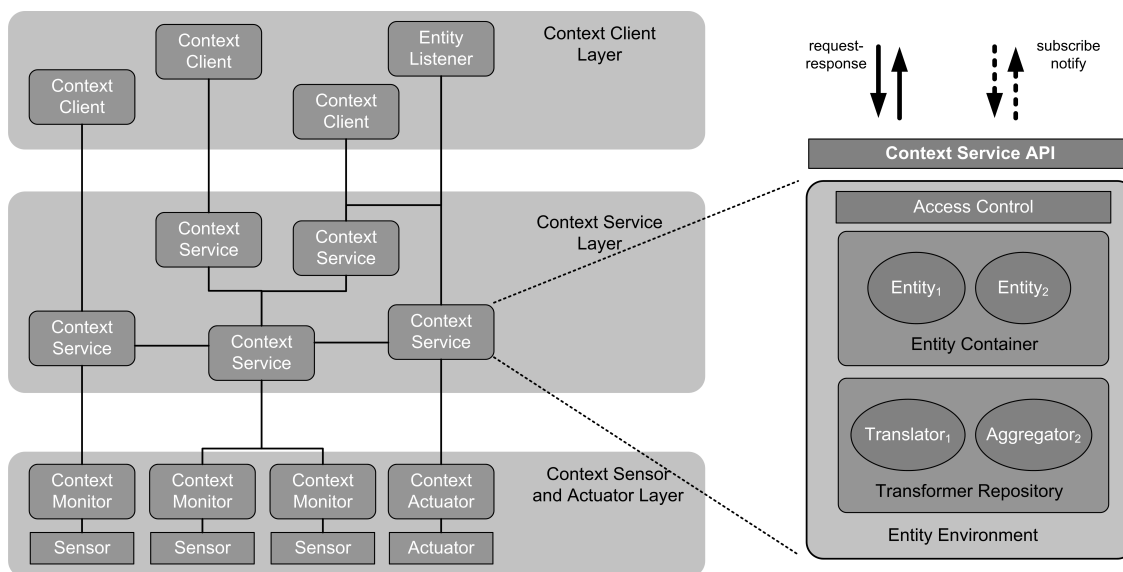 Context
Client
Context
Client
Context
Client
Entity
Listener
Context Client
Layer
Context
Service
Context
Service
Context Service
Layer
Context
Service
Context
Service
Context
Service
Context Sensor
and Actuator Layer
Context
Monitor
Context
Monitor
Context
Monitor
Context
Actuator
Sensor
Sensor
Sensor
Actuator
request-
response
subscribe
notify
Context Service API
Access Control
Entity₁
Entity₂
Entity Container
Translator₁
Aggregator₂
Transformer Repository
Entity Environment